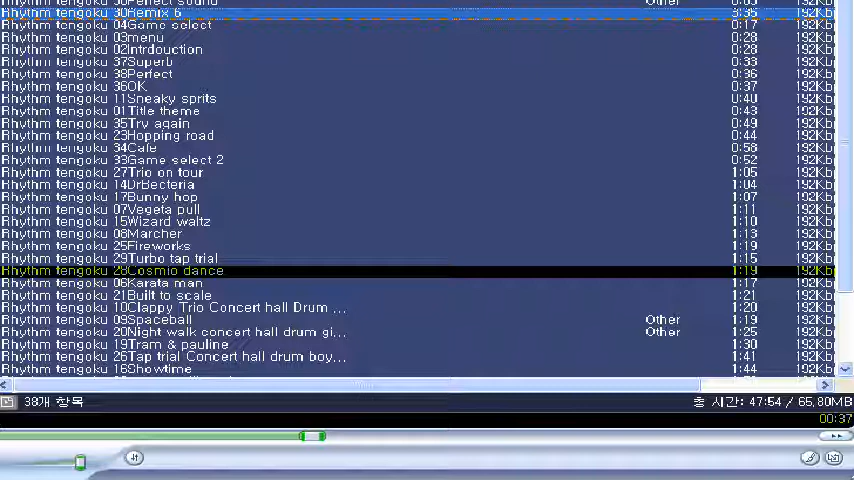 Rhythm tengoku 30Perfect sound Other 0:05
Rhythm tengoku 30Remix 6 3:35 192Kb
Rhythm tengoku 04Game select 0:17 192Kb
Rhythm tengoku 03menu 0:28 192Kb
Rhythm tengoku 02Intrdouction 0:28 192Kb
Rhythm tengoku 37Superb 0:33 192Kb
Rhythm tengoku 38Perfect 0:36 192Kb
Rhythm tengoku 36OK 0:37 192Kb
Rhythm tengoku 11Sneaky sprits 0:40 192Kb
Rhythm tengoku 01Title theme 0:43 192Kb
Rhythm tengoku 35Try again 0:49 192Kb
Rhythm tengoku 23Hopping road 0:44 192Kb
Rhythm tengoku 34Cafe 0:58 192Kb
Rhythm tengoku 33Game select 2 0:52 192Kb
Rhythm tengoku 27Trio on tour 1:05 192Kb
Rhythm tengoku 14DrBecteria 1:04 192Kb
Rhythm tengoku 17Bunny hop 1:07 192Kb
Rhythm tengoku 07Vegeta pull 1:11 192Kb
Rhythm tengoku 15Wizard waltz 1:10 192Kb
Rhythm tengoku 08Marcher 1:13 192Kb
Rhythm tengoku 25Fireworks 1:19 192Kb
Rhythm tengoku 29Turbo tap trial 1:15 192Kb
Rhythm tengoku 28Cosmio dance 1:19 192Kb
Rhythm tengoku 06Karata man 1:17 192Kb
Rhythm tengoku 21Built to scale 1:21 192Kb
Rhythm tengoku 10Clappy Trio Concert hall Drum ... 1:20 192Kb
Rhythm tengoku 09Spaceball Other 1:19 192Kb
Rhythm tengoku 20Night walk concert hall drum gi... Other 1:25 192Kb
Rhythm tengoku 19Tram & pauline 1:30 192Kb
Rhythm tengoku 26Tap trial Concert hall drum boy... 1:41 192Kb
Rhythm tengoku 16Showtime 1:44 192Kb
38개 항목 총 시간: 47:54 / 65,80MB
00:37